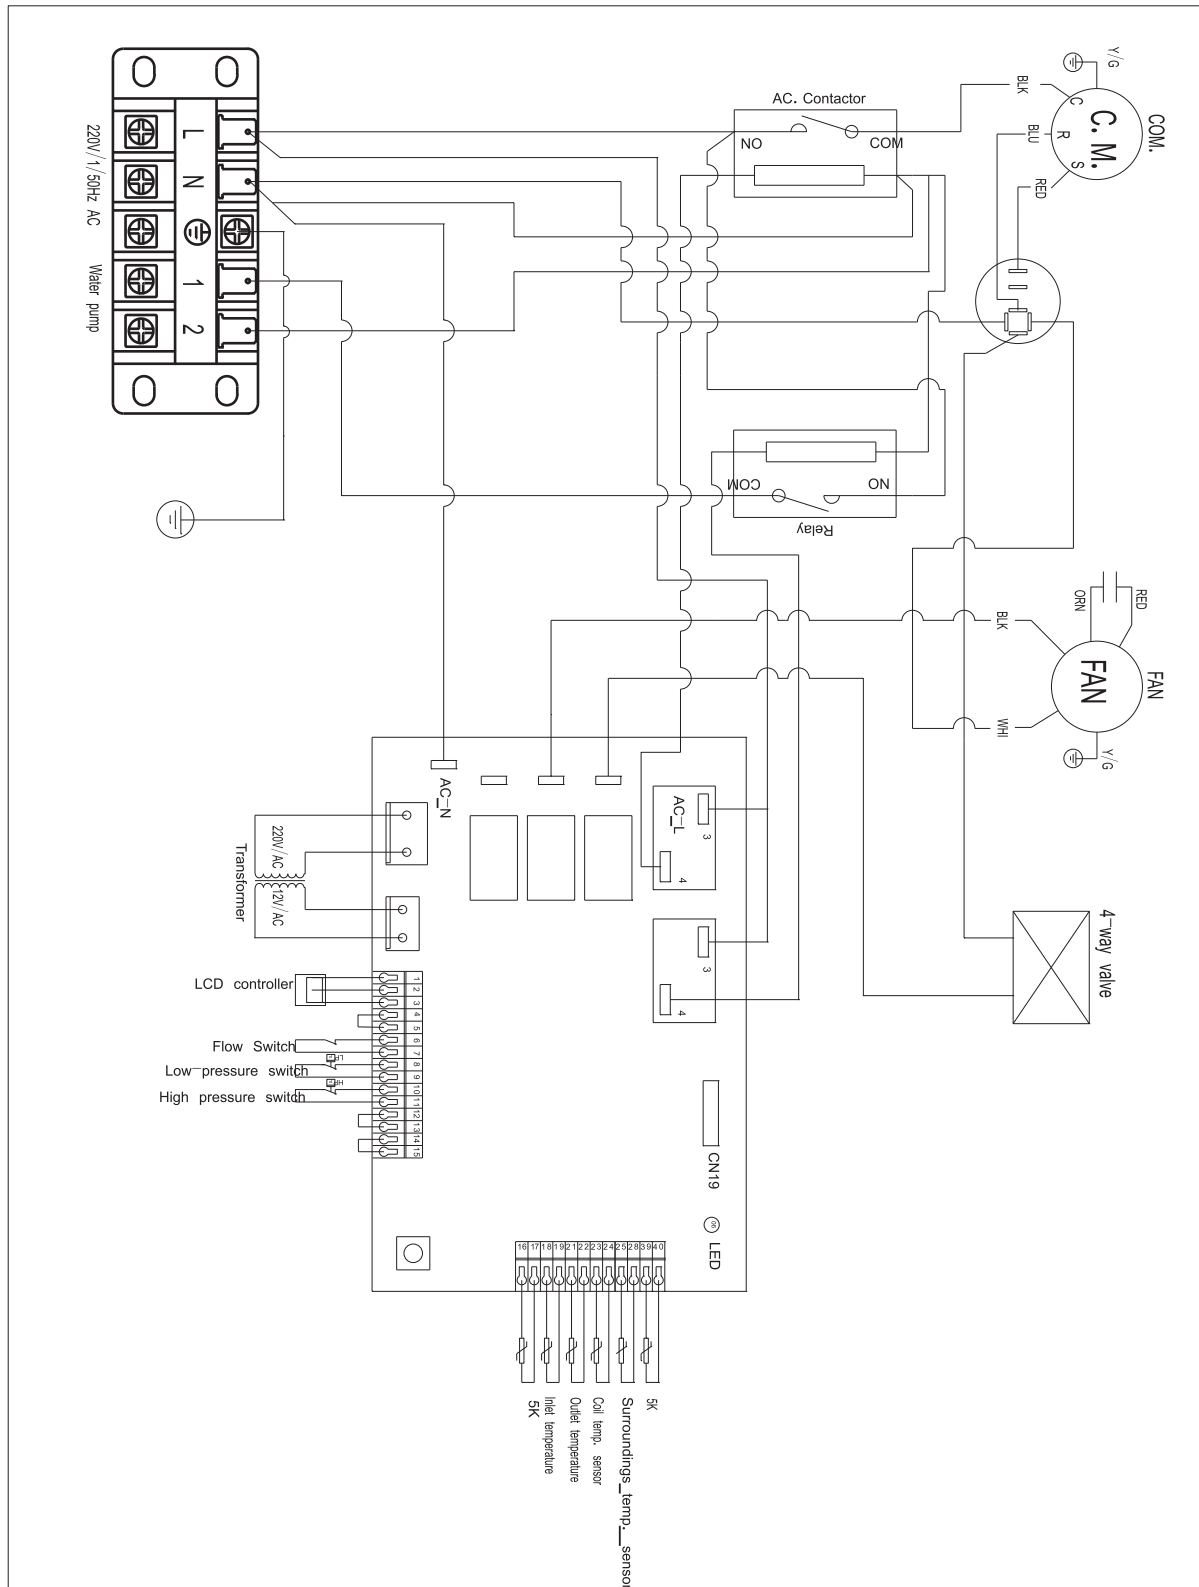 220V/1/50Hz AC Water pump
L
N
1
2
AC. Contactor
NO
COM
Y/G
BLK
C
BLU
R
C. M.
COM.
S
RED
COM
NO
Relay
ORN
RED
BLK
FAN
FAN
WHI
Y/G
AC_N
AC_L
3
4
3
4
4-way valve
Transformer
220V/AC
12V/AC
LCD controller
1
2
3
4
5
Flow Switch
6
7
LP
Low-pressure switch
8
9
HP
High pressure switch
10
11
12
13
14
15
CN19
06
LED
16 17 18 19 21 22 23 24 25 28 39 40
5K
Inlet temperature
Outlet temperature
Coil temp. sensor
Surroundings_temp._sensor
5K